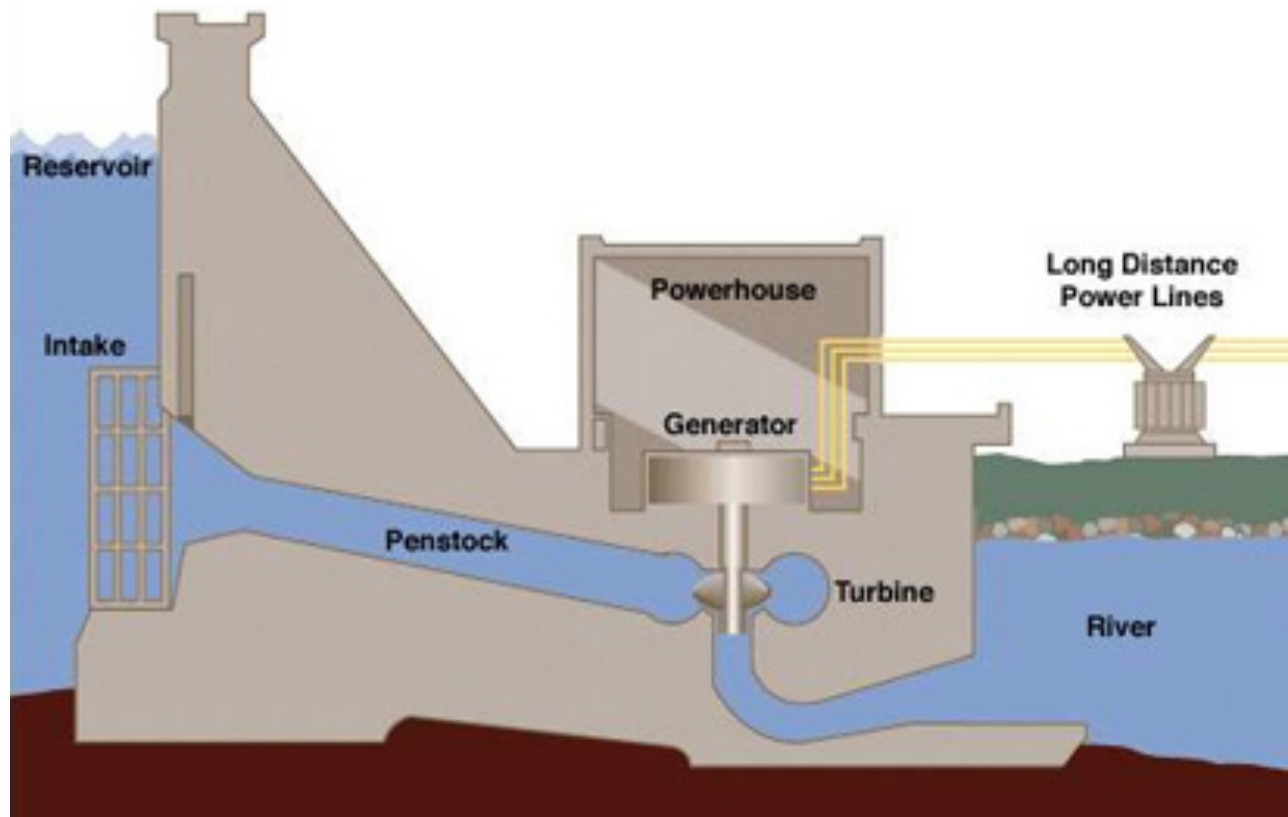 Reservoir
Intake
Powerhouse
Long Distance
Power Lines
Generator
Penstock
Turbine
River